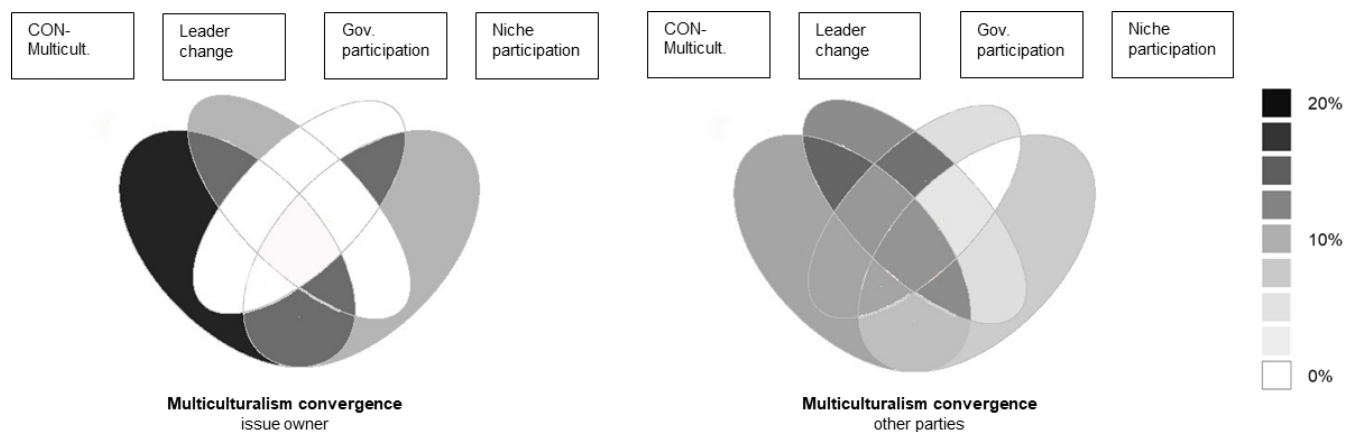 CON-
Multicult.
Leader
change
Gov.
participation
Niche
participation
CON-
Multicult.
Leader
change
Gov.
participation
Niche
participation
20%
10%
0%
Multiculturalism convergence
issue owner
Multiculturalism convergence
other parties